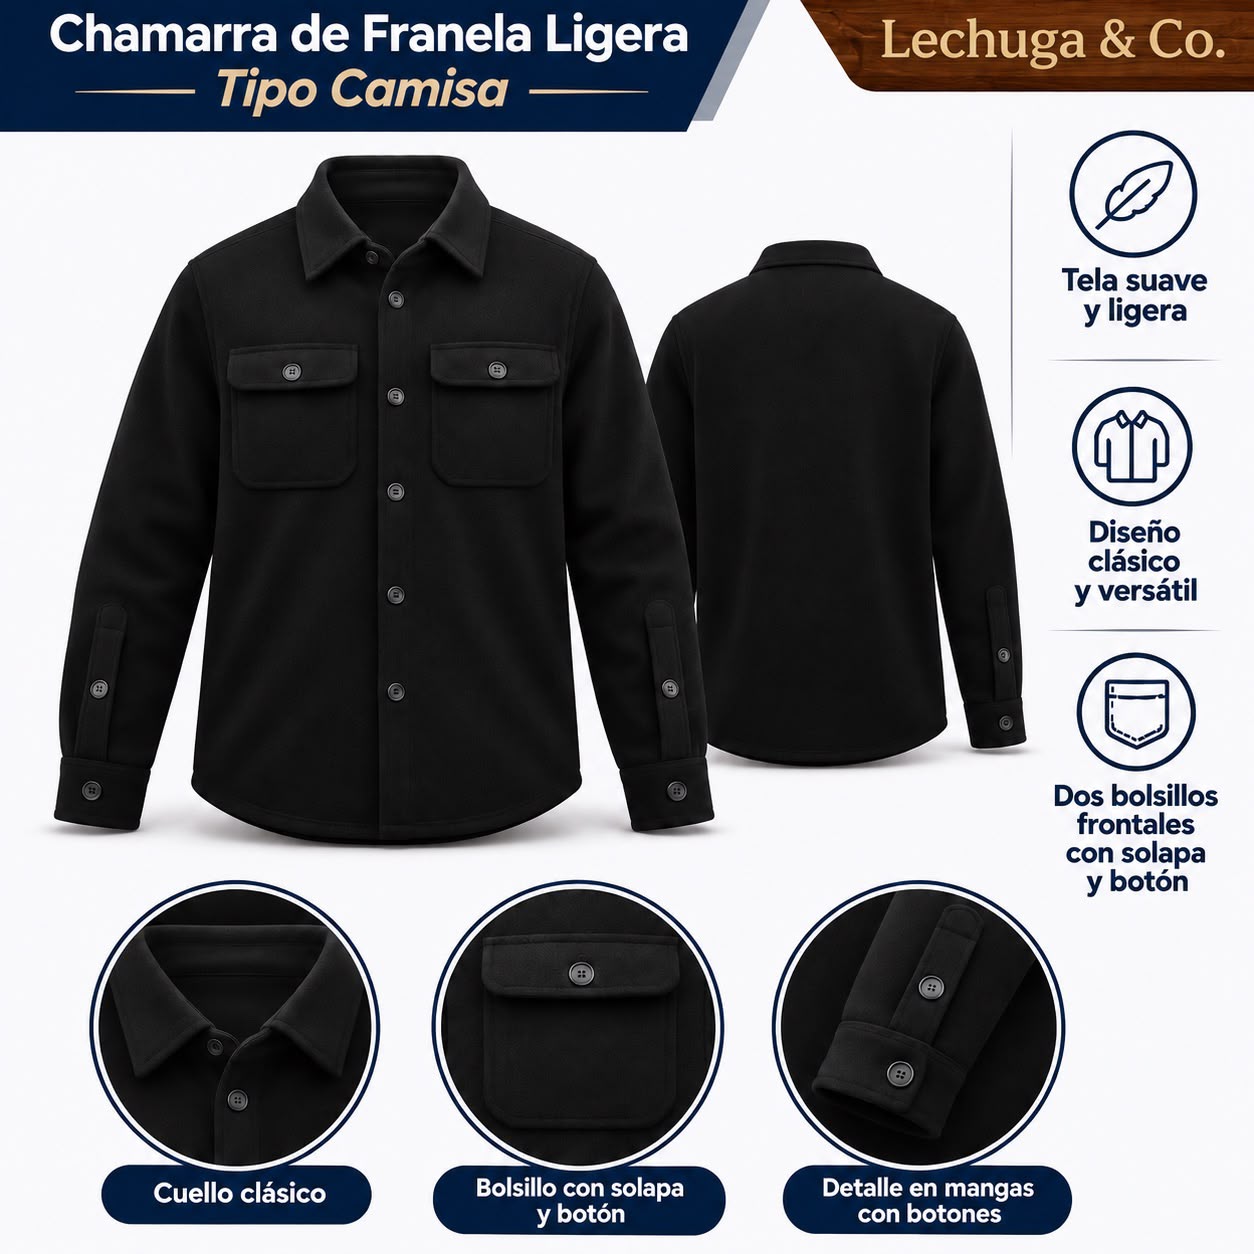 Chamarra de Franela Ligera
Tipo Camisa
Lechuga & Co.
Tela suave
y ligera
Diseño
clásico
y versátil
Dos bolsillos
frontales
con solapa
y botón
Cuello clásico
Bolsillo con solapa
y botón
Detalle en mangas
con botones